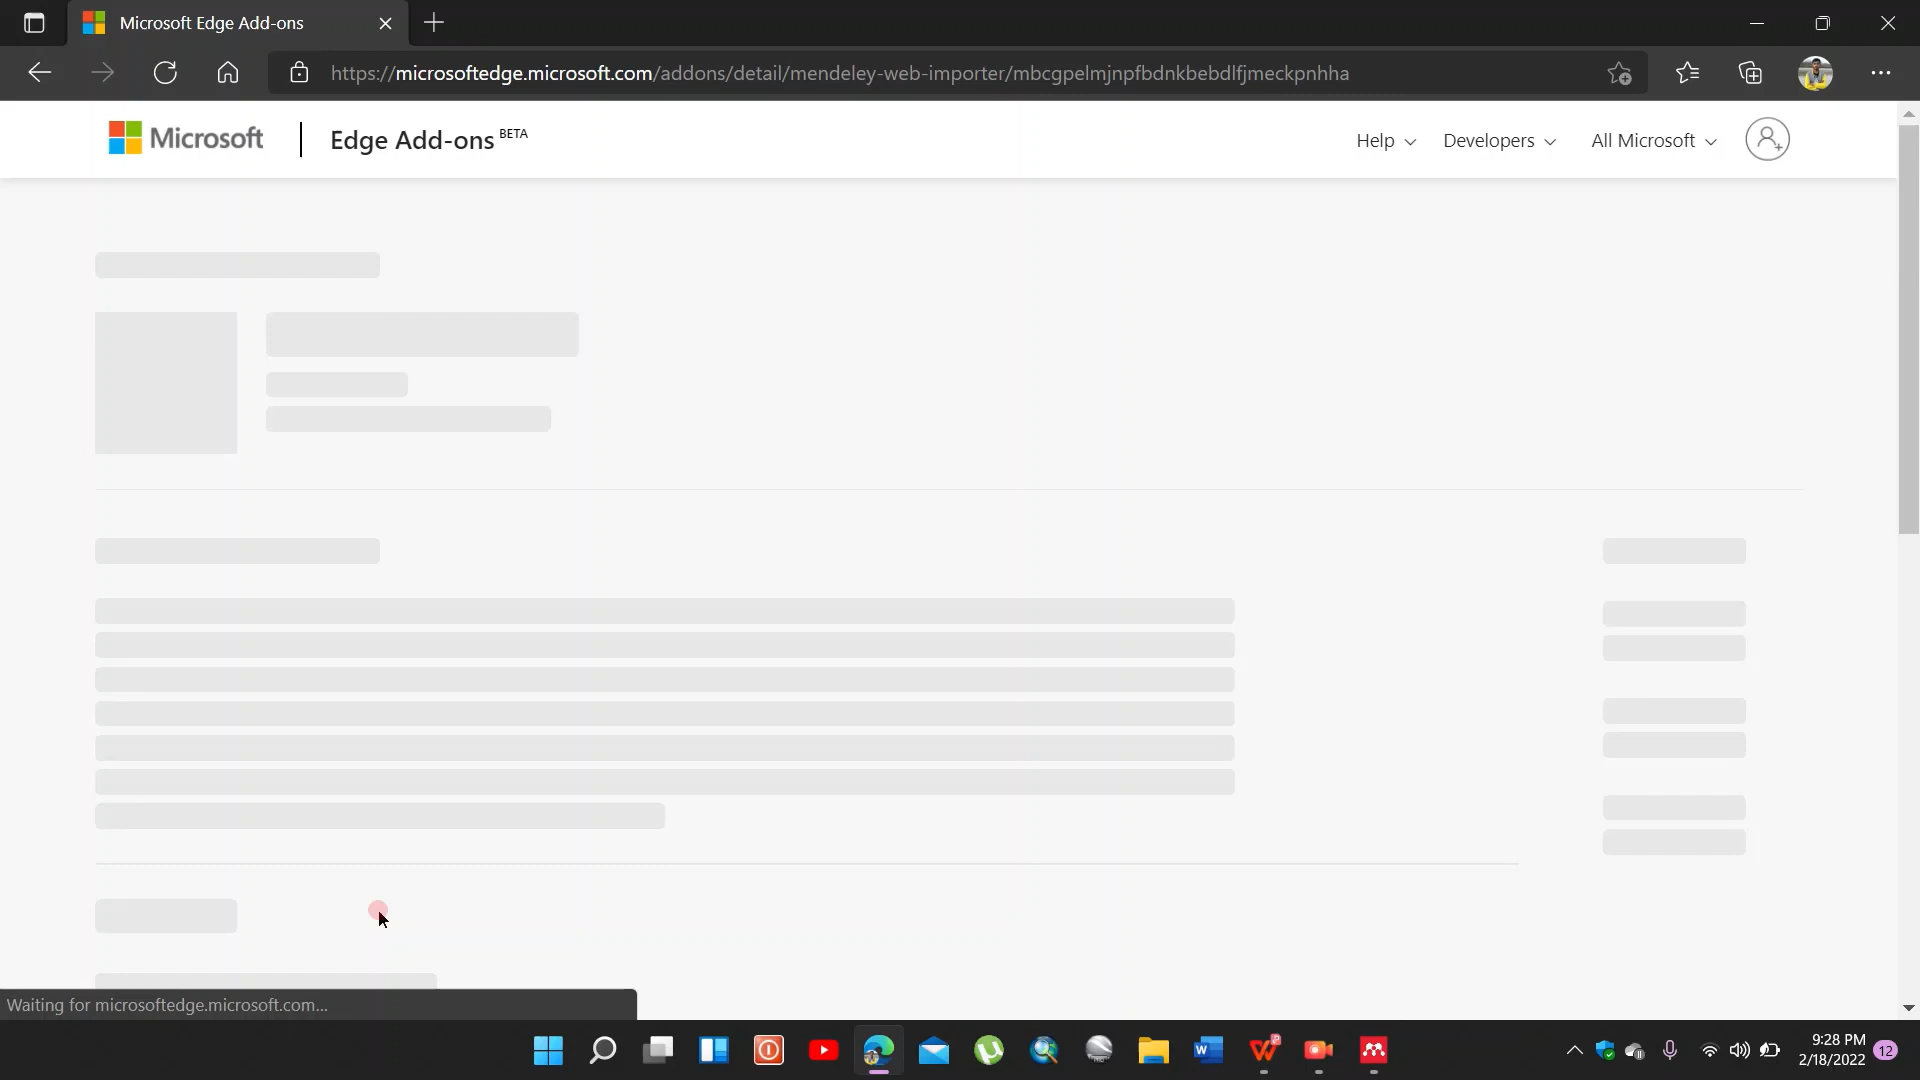 Microsoft Edge Add-ons
https://microsoftedge.microsoft.com/addons/detail/mendeley-web-importer/mbcgpelmjnpfbdnkbebdlfjmeckpnhha
Microsoft
Edge Add-ons BETA
Help
Developers
All Microsoft
Waiting for microsoftedge.microsoft.com...
9:28 PM
2/18/2022
12